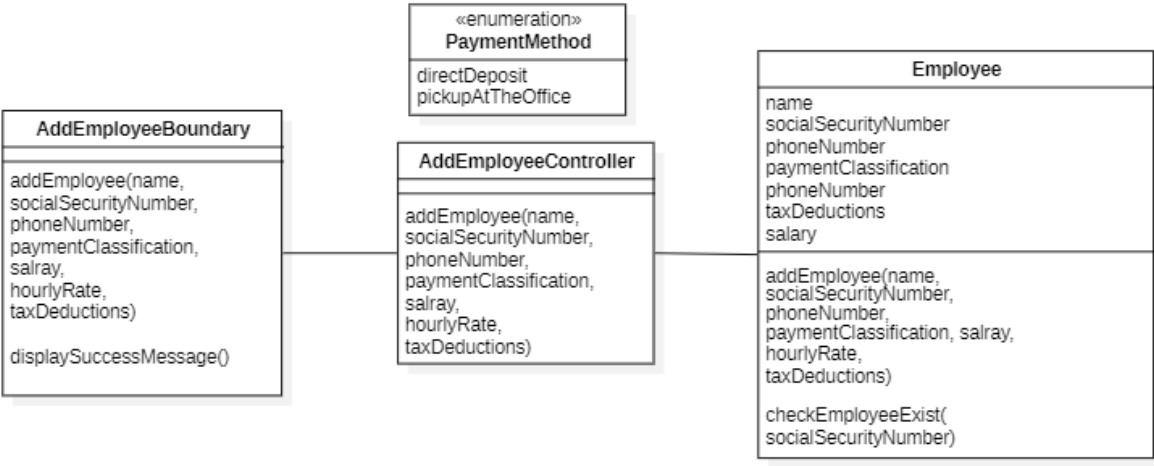 «enumeration»
PaymentMethod
directDeposit
pickupAtTheOffice
AddEmployeeBoundary
addEmployee(name,
socialSecurityNumber,
phoneNumber,
paymentClassification,
salray,
hourlyRate,
taxDeductions)
displaySuccessMessage()
AddEmployeeController
addEmployee(name,
socialSecurityNumber,
phoneNumber,
paymentClassification,
salray,
hourlyRate,
taxDeductions)
Employee
name
socialSecurityNumber
phoneNumber
paymentClassification
phoneNumber
taxDeductions
salary
addEmployee(name,
socialSecurityNumber,
phoneNumber,
paymentClassification, salray,
hourlyRate,
taxDeductions)
checkEmployeeExist(
socialSecurityNumber)